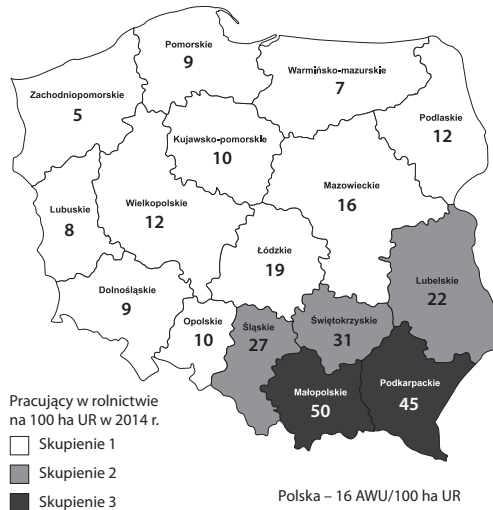 Pomorskie
9
Warmińsko-mazurskie
7
Zachodniopomorskie
5
Podlaskie
12
Kujawsko-pomorskie
10
Mazowieckie
16
Wielkopolskie
12
Lubuskie
8
Łódzkie
19
Lubelskie
22
Dolnośląskie
9
Opolskie
10
Śląskie
27
Świętokrzyskie
31
Małopolskie
50
Podkarpackie
45
Pracujący w rolnictwie
na 100 ha UR w 2014 r.
Skupienie 1
Skupienie 2
Skupienie 3
Polska – 16 AWU/100 ha UR